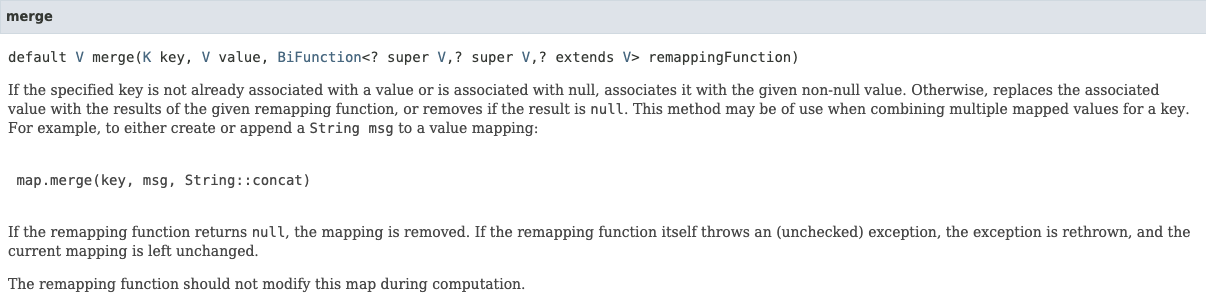 merge
default V merge(K key, V value, BiFunction<? super V,? super V,? extends V> remappingFunction)
If the specified key is not already associated with a value or is associated with null, associates it with the given non-null value. Otherwise, replaces the associated
value with the results of the given remapping function, or removes if the result is null. This method may be of use when combining multiple mapped values for a key.
For example, to either create or append a String msg to a value mapping:
map.merge(key, msg, String::concat)
If the remapping function returns null, the mapping is removed. If the remapping function itself throws an (unchecked) exception, the exception is rethrown, and the
current mapping is left unchanged.
The remapping function should not modify this map during computation.